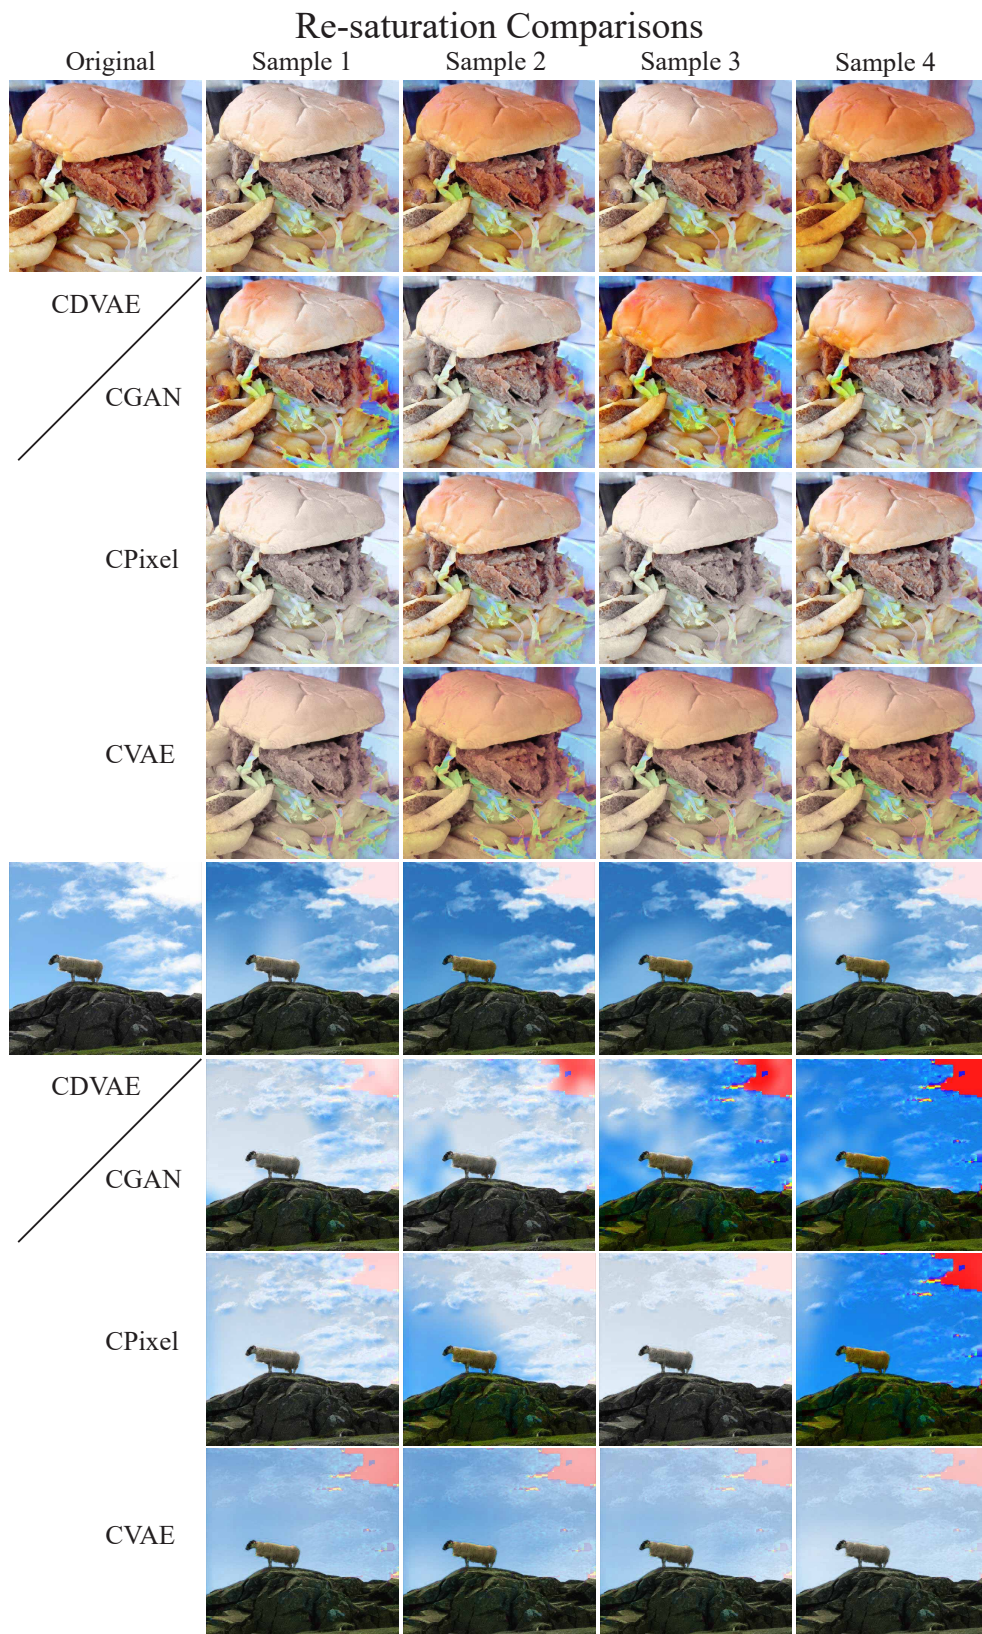 Re-saturation Comparisons
Original Sample 1 Sample 2 Sample 3 Sample 4
CDVAE
CGAN
CPixel
CVAE
CDVAE
CGAN
CPixel
CVAE